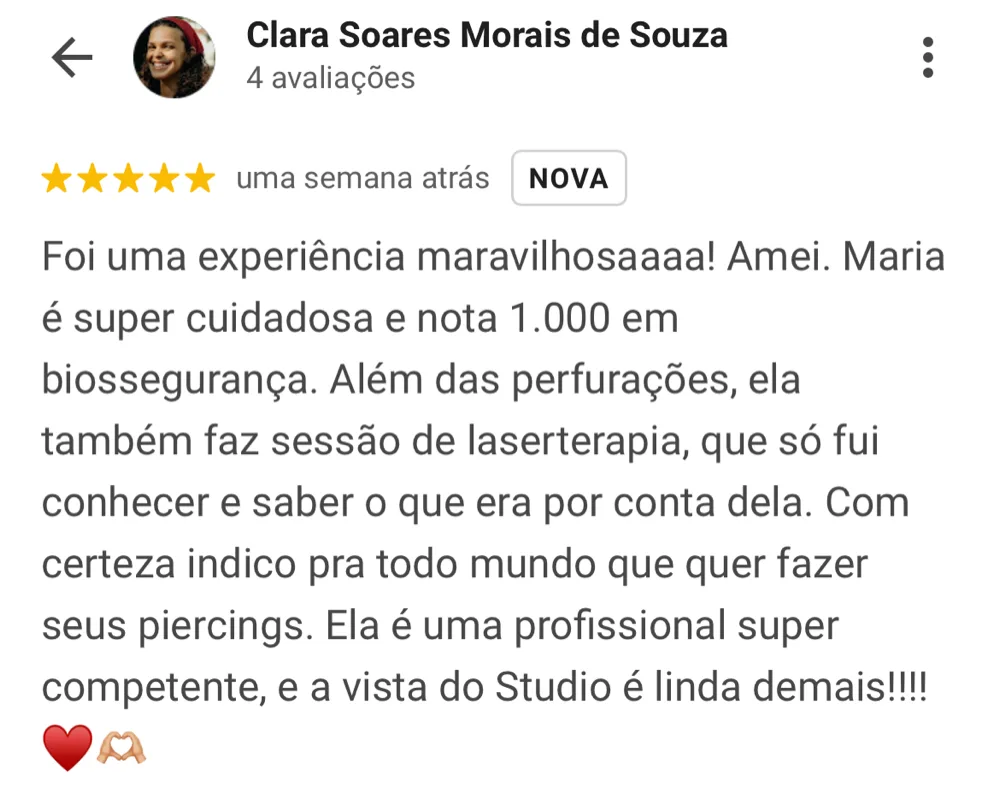 Clara Soares Morais de Souza
4 avaliações
uma semana atrás NOVA
Foi uma experiência maravilhosaaaa! Amei. Maria
é super cuidadosa e nota 1.000 em
biossegurança. Além das perfurações, ela
também faz sessão de laserterapia, que só fui
conhecer e saber o que era por conta dela. Com
certeza indico pra todo mundo que quer fazer
seus piercings. Ela é uma profissional super
competente, e a vista do Studio é linda demais!!!!
♥️🫶🏼